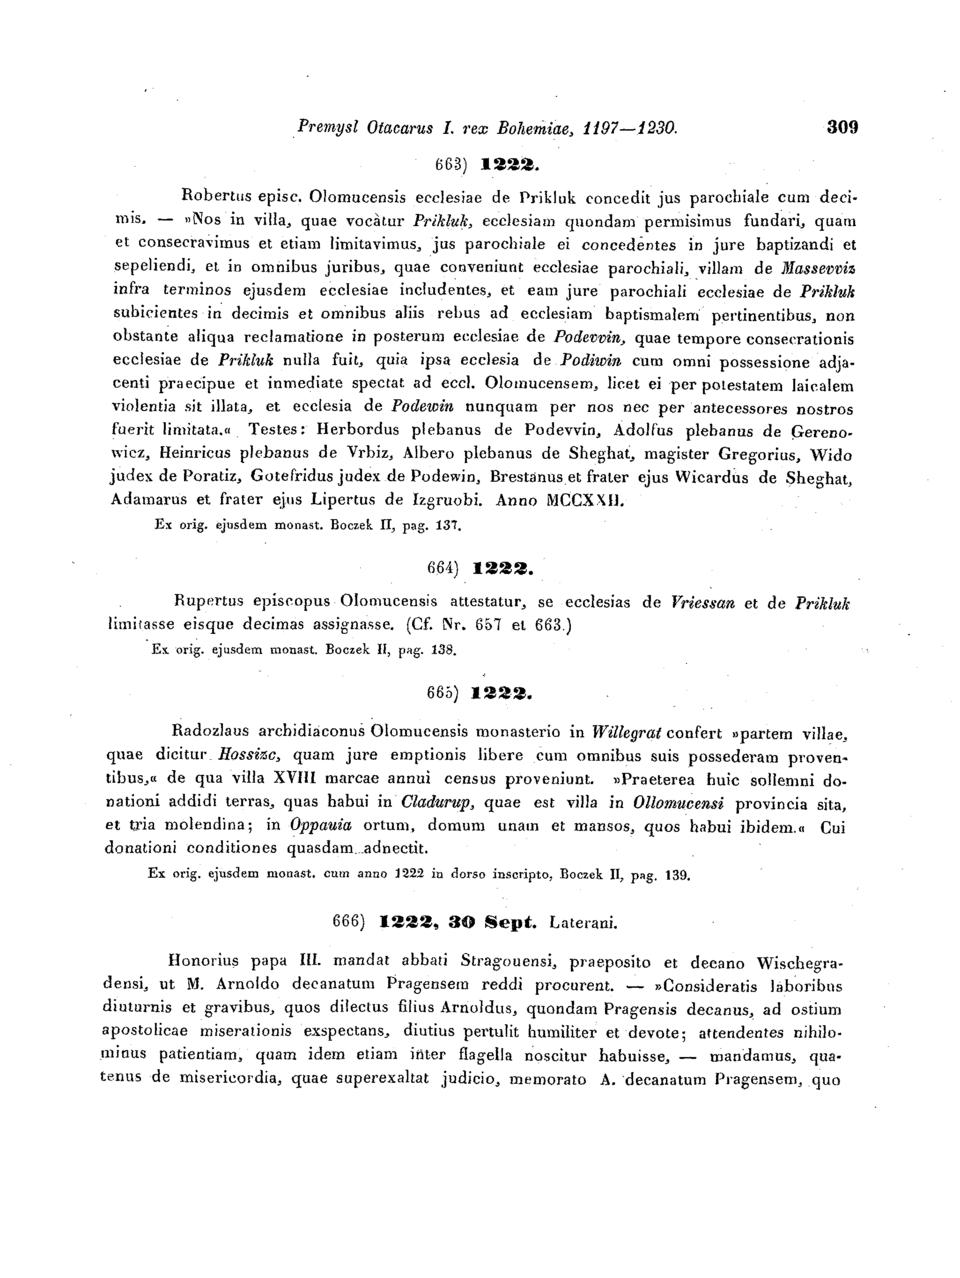 Premysl Otacarus I. rex Bohemiae, 1197—1230. 309
663) 1222.
Robertus episc. Olomucensis ecclesiae de Prikluk concedit jus parochiale cum deci-
mis. — »Nos in villa, quae vocatur Prikluk, ecclesiam quondam permisimus fundari, quam
et consecravimus et etiam limitavimus, jus parochiale ei concedentes in jure baptizandi et
sepeliendi, et in omnibus juribus, quae conveniunt ecclesiae parochiali, villam de Massevviz
infra terminos ejusdem ecclesiae includentes, et eam jure parochiali ecclesiae de Prikluk
subicientes in decimis et omnibus aliis rebus ad ecclesiam baptismalem pertinentibus, non
obstante aliqua reclamatione in posterum ecclesiae de Podevvin, quae tempore consecrationis
ecclesiae de Prikluk nulla fuit, quia ipsa ecclesia de Podiwin cum omni possessione adja-
centi praecipue et inmediate spectat ad eccl. Olomucensem, licet ei per potestatem laicalem
violentia sit illata, et ecclesia de Podewin nunquam per nos nec per antecessores nostros
fuerit limitata.« Testes: Herbordus plebanus de Podevvin, Adolfus plebanus de Gereno-
wicz, Heinricus plebanus de Vrbiz, Albero plebanus de Sheghat, magister Gregorius, Wido
judex de Poratiz, Gotefridus judex de Podewin, Brestanus et frater ejus Wicardus de Sheghat,
Adamarus et frater ejus Lipertus de Izgruobi. Anno MCCXXII.
Ex orig. ejusdem monast. Boczek II, pag. 137.
664) 1222.
Rupertus episcopus Olomucensis attestatur, se ecclesias de Vriessan et de Prikluk
limitasse eisque decimas assignasse. (Cf. Nr. 657 et 663.)
Ex orig. ejusdem monast. Boczek II, pag. 138.
665) 1222.
Radozlaus archidiaconus Olomucensis monasterio in Willegrat confert »partem villae,
quae dicitur Hossizc, quam jure emptionis libere cum omnibus suis possederam proven-
tibus,« de qua villa XVIII marcae annui census proveniunt. »Praeterea huic sollemni do-
nationi addidi terras, quas habui in Cladurup, quae est villa in Ollomucensi provincia sita,
et tria molendina; in Oppauia ortum, domum unam et mansos, quos habui ibidem.« Cui
donationi conditiones quasdam adnectit.
Ex orig. ejusdem monast. cum anno 1222 in dorso inscripto, Boczek II, pag. 139.
666) 1222, 30 Sept. Laterani.
Honorius papa III. mandat abbati Stragouensi, praeposito et decano Wischegra-
densi, ut M. Arnoldo decanatum Pragensem reddi procurent. — »Consideratis laboribus
diuturnis et gravibus, quos dilectus filius Arnoldus, quondam Pragensis decanus, ad ostium
apostolicae miserationis exspectans, diutius pertulit humiliter et devote; attendentes nihilo-
minus patientiam, quam idem etiam inter flagella noscitur habuisse, — mandamus, qua-
tenus de misericordia, quae superexaltat judicio, memorato A. decanatum Pragensem, quo